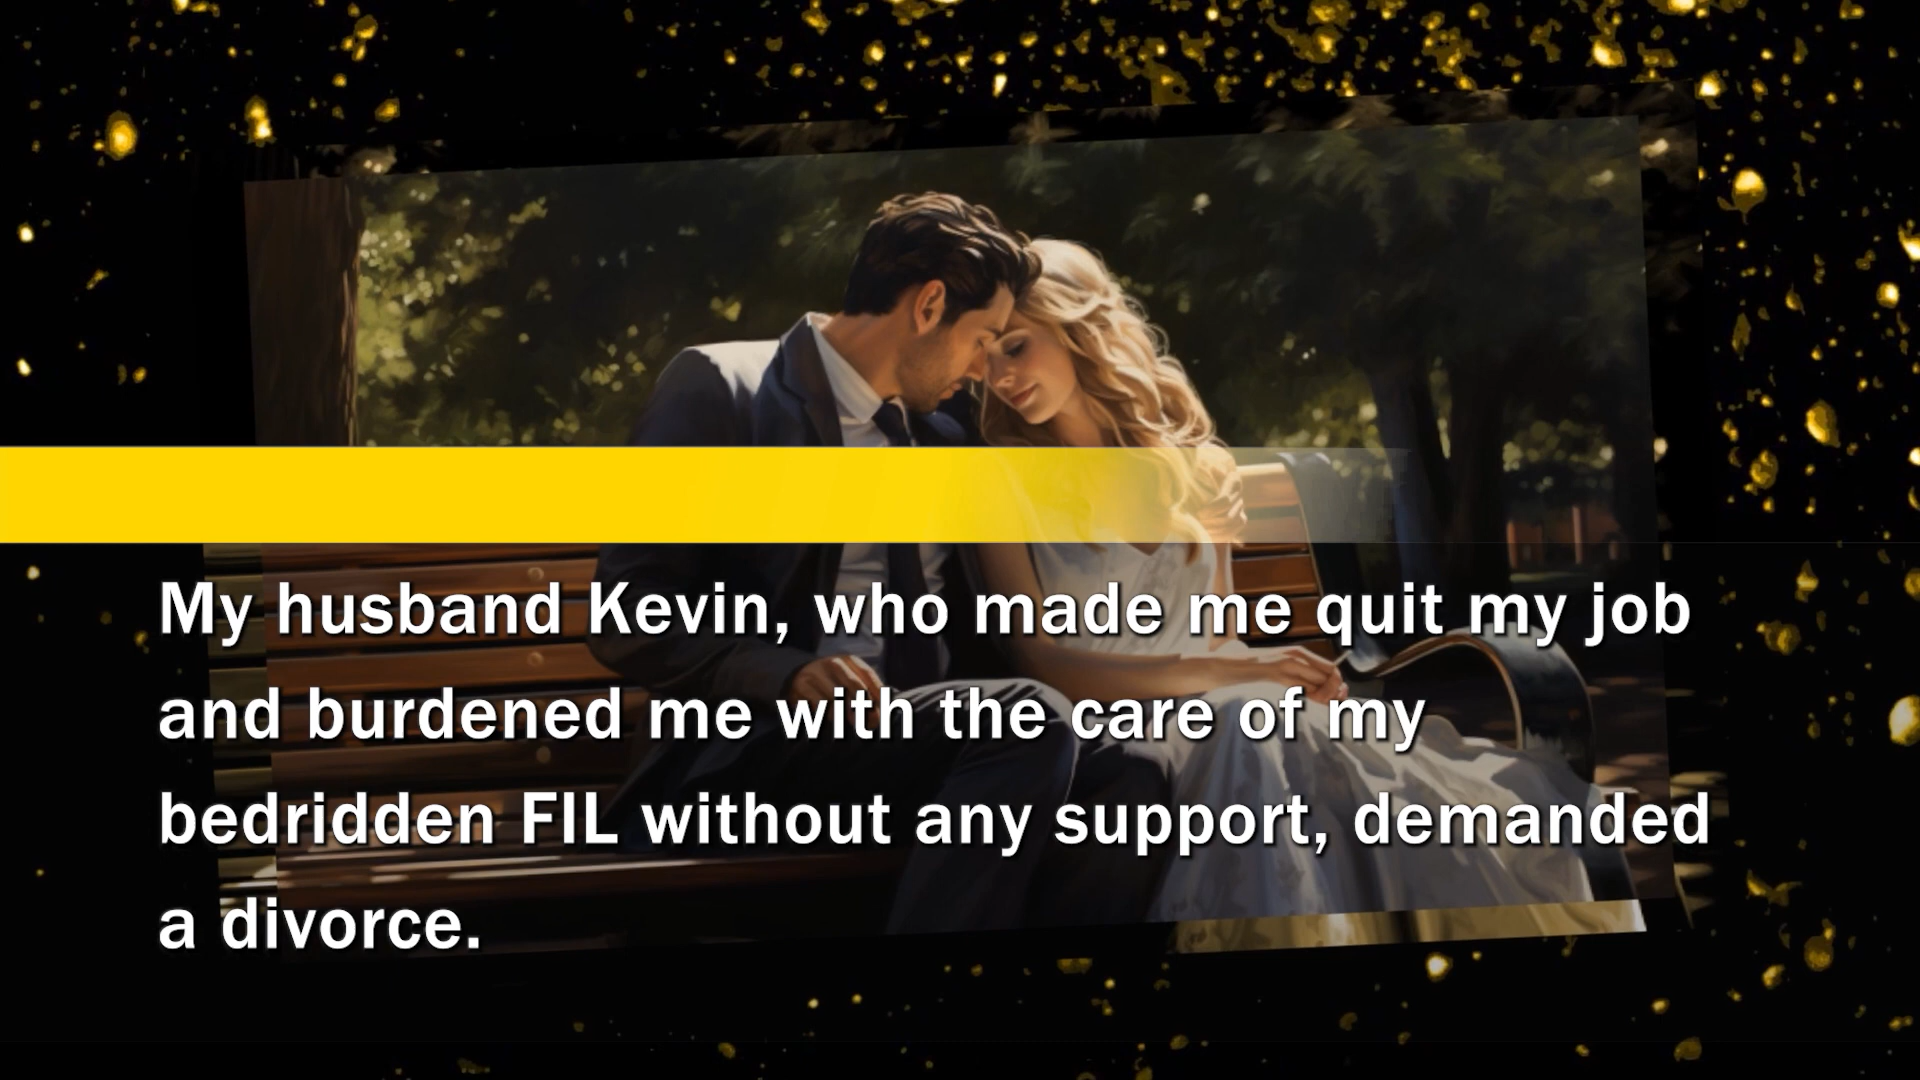 My husband Kevin, who made me quit my job
and burdened me with the care of my
bedridden FIL without any support, demanded
a divorce.